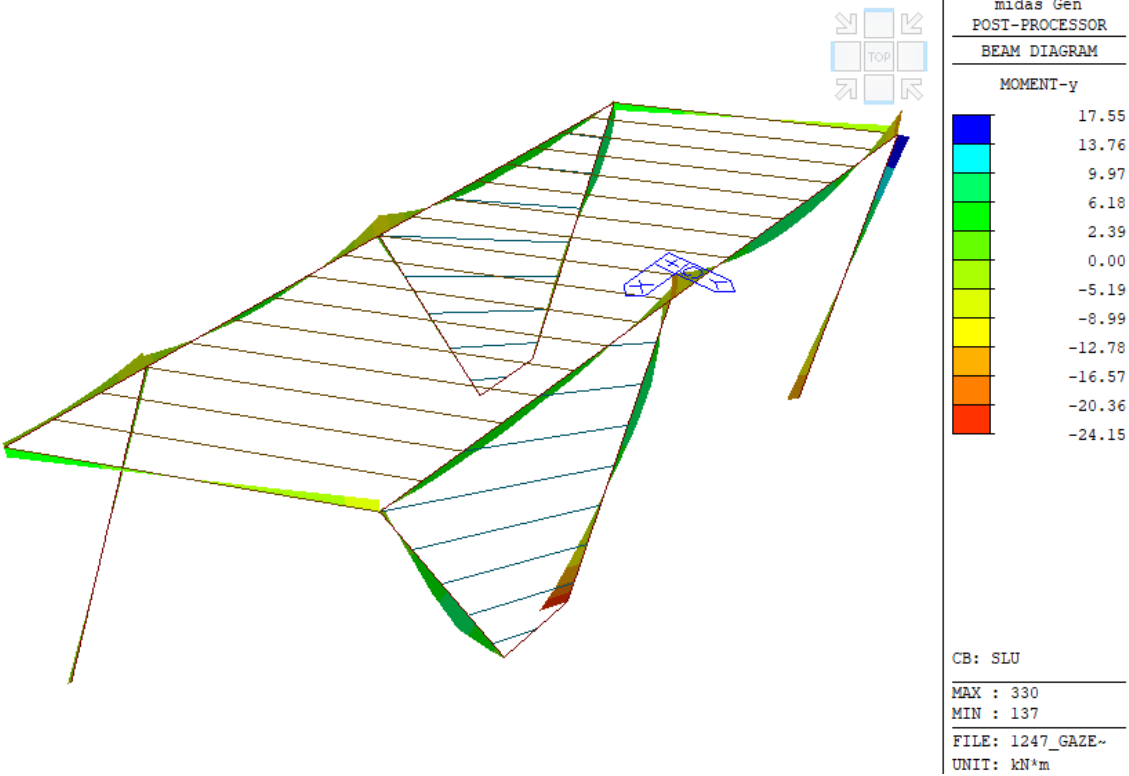 midas Gen
POST-PROCESSOR
BEAM DIAGRAM
MOMENT-y
17.55
13.76
9.97
6.18
2.39
0.00
-5.19
-8.99
-12.78
-16.57
-20.36
-24.15
CB: SLU
MAX : 330
MIN : 137
FILE: 1247_GAZE~
UNIT: kN*m
TOP
X